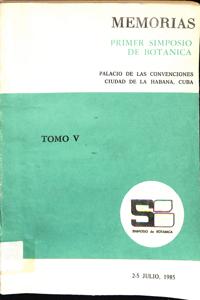 MEMORIAS
PRIMER SIMPOSIO
DE BOTANICA
PALACIO DE LAS CONVENCIONES
CIUDAD DE LA HABANA, CUBA
TOMO V
SIMPOSIO de BOTANICA
2-5 JULIO, 1985